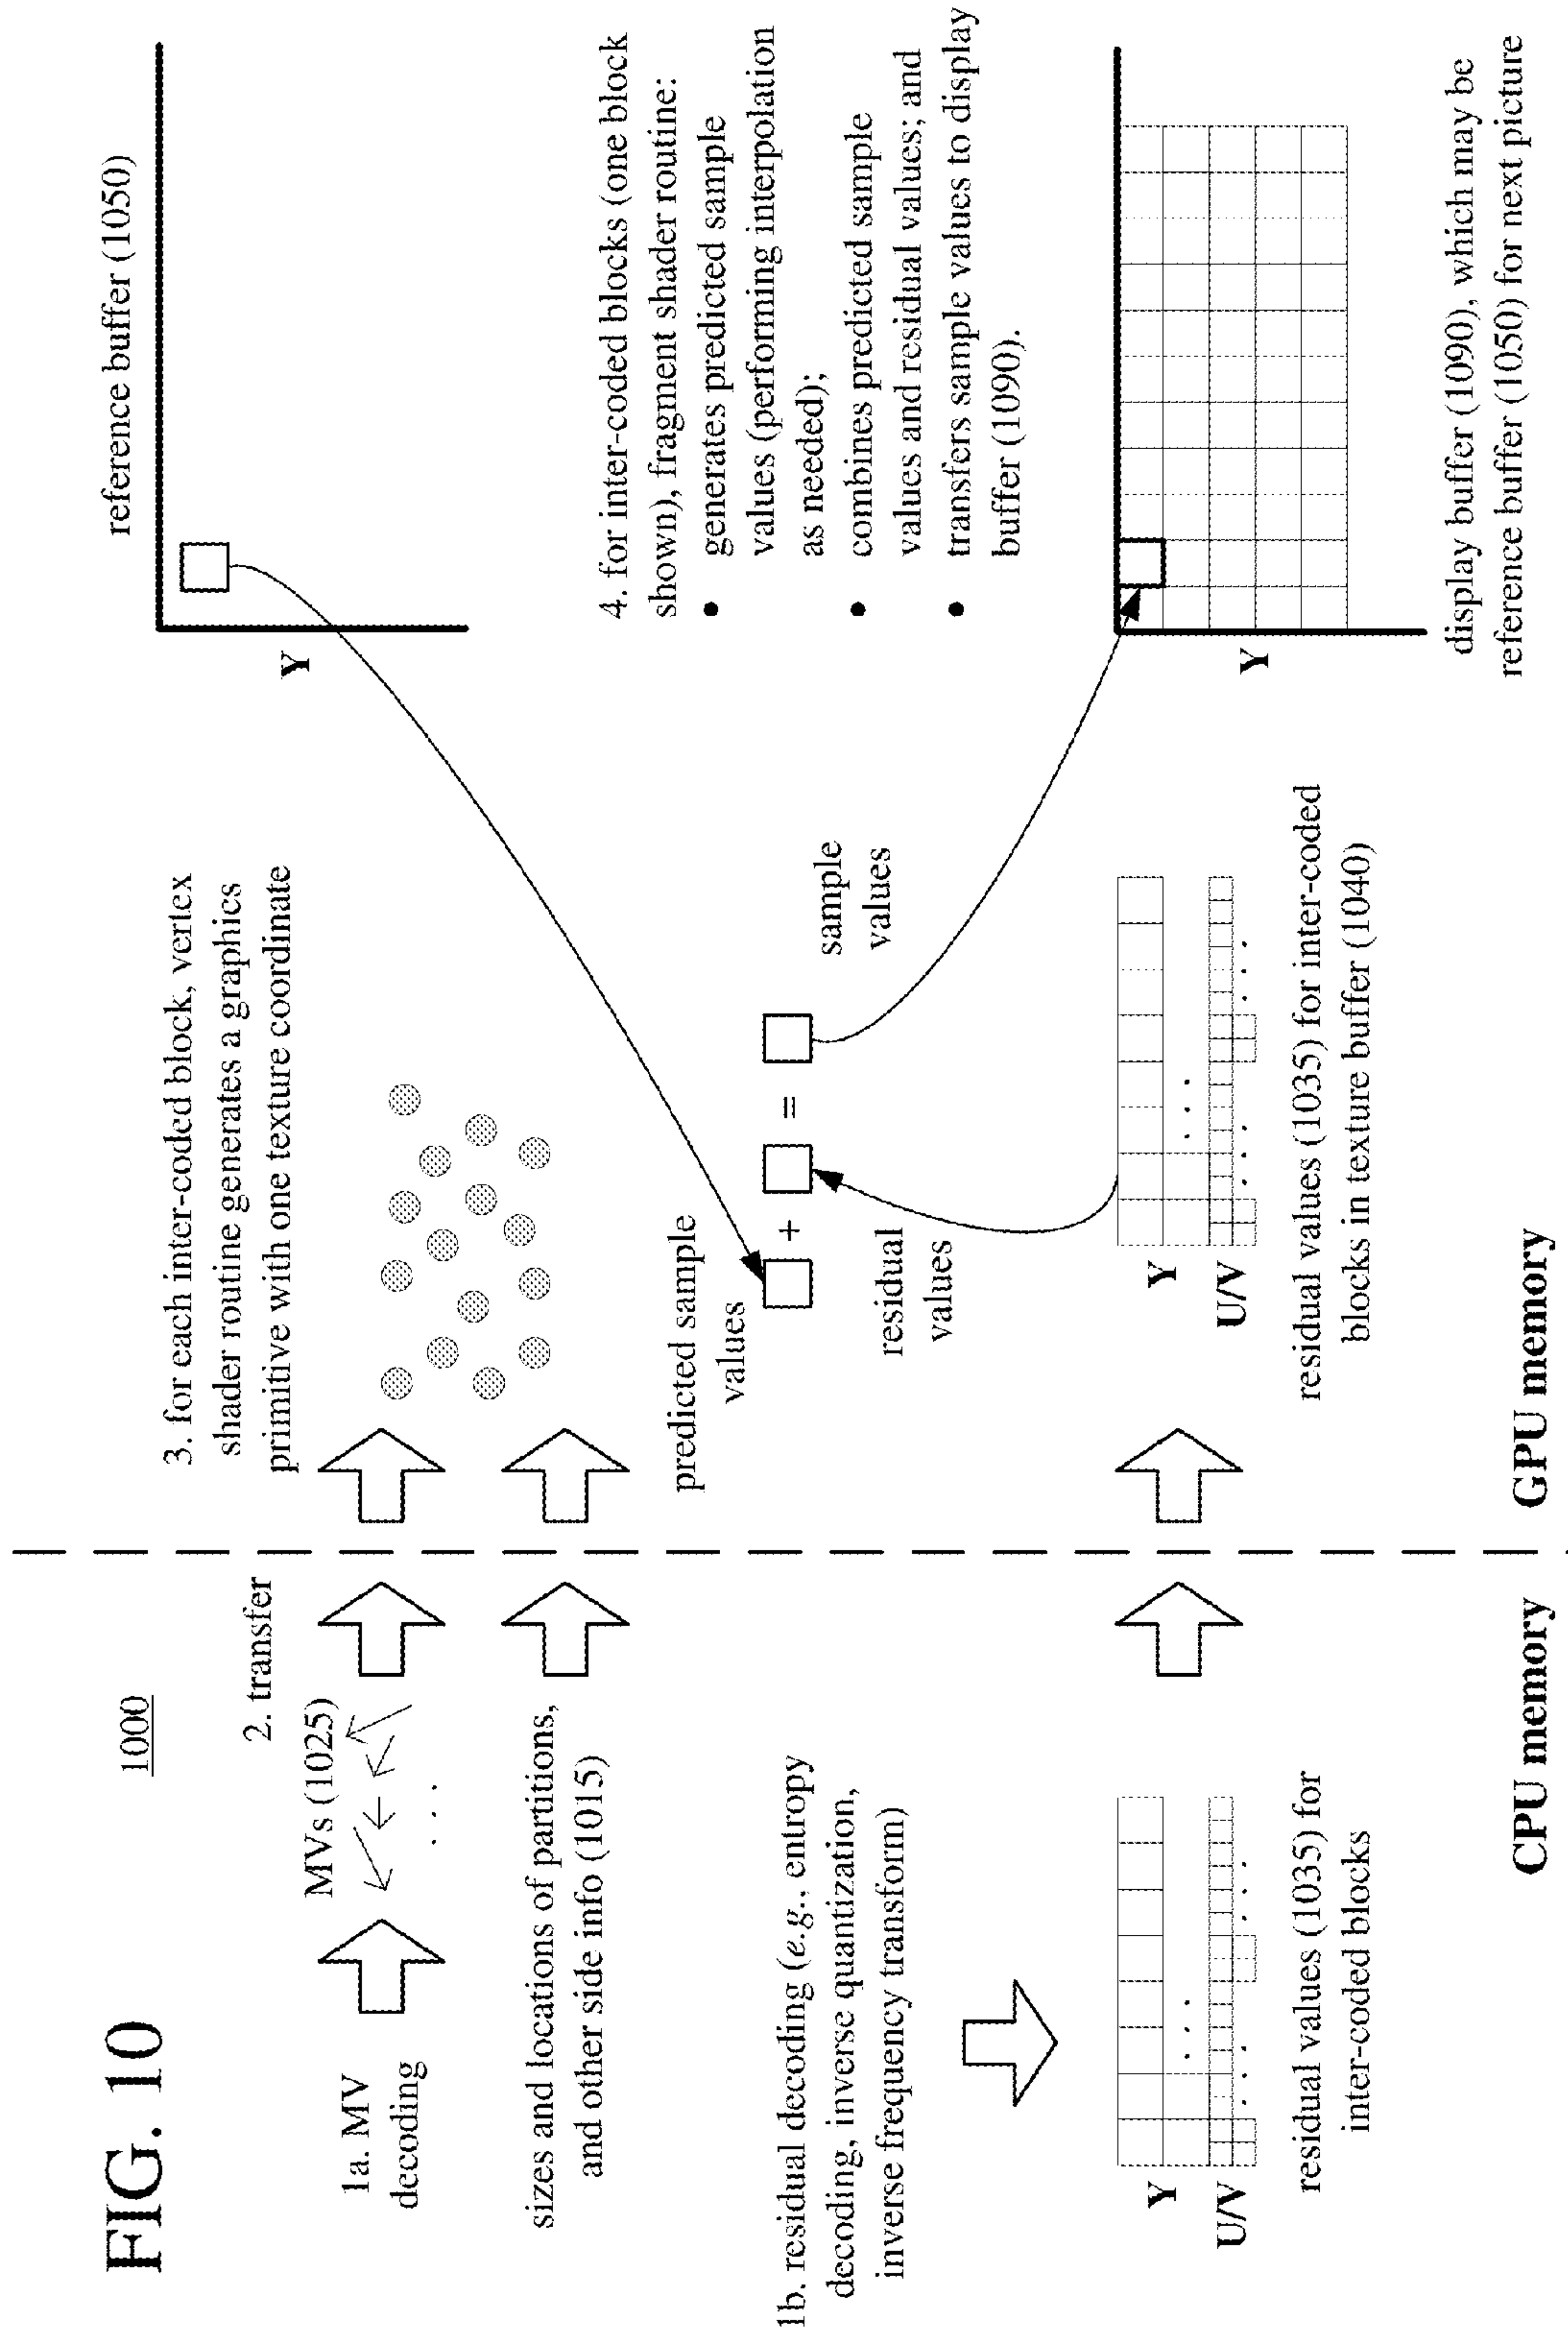 FIG. 10
1000
1a. MV
decoding
MVs (1025)
. . .
2. transfer
sizes and locations of partitions,
and other side info (1015)
1b. residual decoding (e.g., entropy
decoding, inverse quantization,
inverse frequency transform)
Y
. . .
U/V
. . . . . .
residual values (1035) for
inter-coded blocks
CPU memory
3. for each inter-coded block, vertex
shader routine generates a graphics
primitive with one texture coordinate
predicted sample
values
+
=
residual
values
sample
values
Y
. . .
U/V
. . . . . .
residual values (1035) for inter-coded
blocks in texture buffer (1040)
GPU memory
reference buffer (1050)
Y
4. for inter-coded blocks (one block
shown), fragment shader routine:
• generates predicted sample
values (performing interpolation
as needed);
• combines predicted sample
values and residual values; and
• transfers sample values to display
buffer (1090).
Y
display buffer (1090), which may be
reference buffer (1050) for next picture